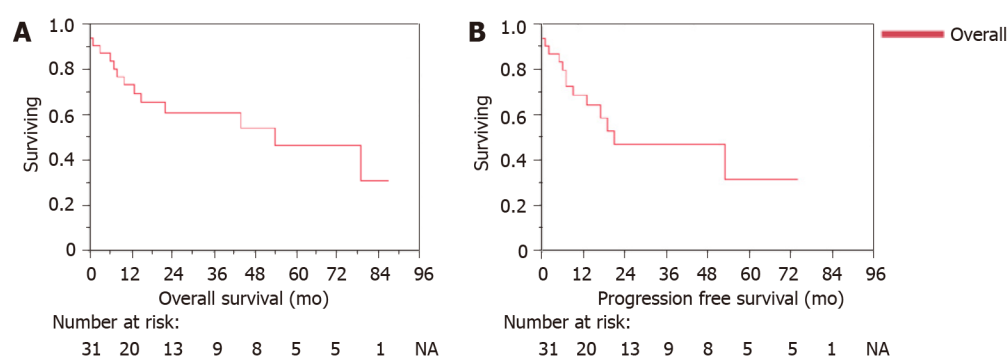 A
1.0
0.8
0.6
0.4
0.2
0
Surviving
0 12 24 36 48 60 72 84 96
Overall survival (mo)
Number at risk:
31 20 13 9 8 5 5 1 NA
B
1.0
0.8
0.6
0.4
0.2
0
Surviving
0 12 24 36 48 60 72 84 96
Progression free survival (mo)
Number at risk:
31 20 13 9 8 5 5 1 NA
Overall